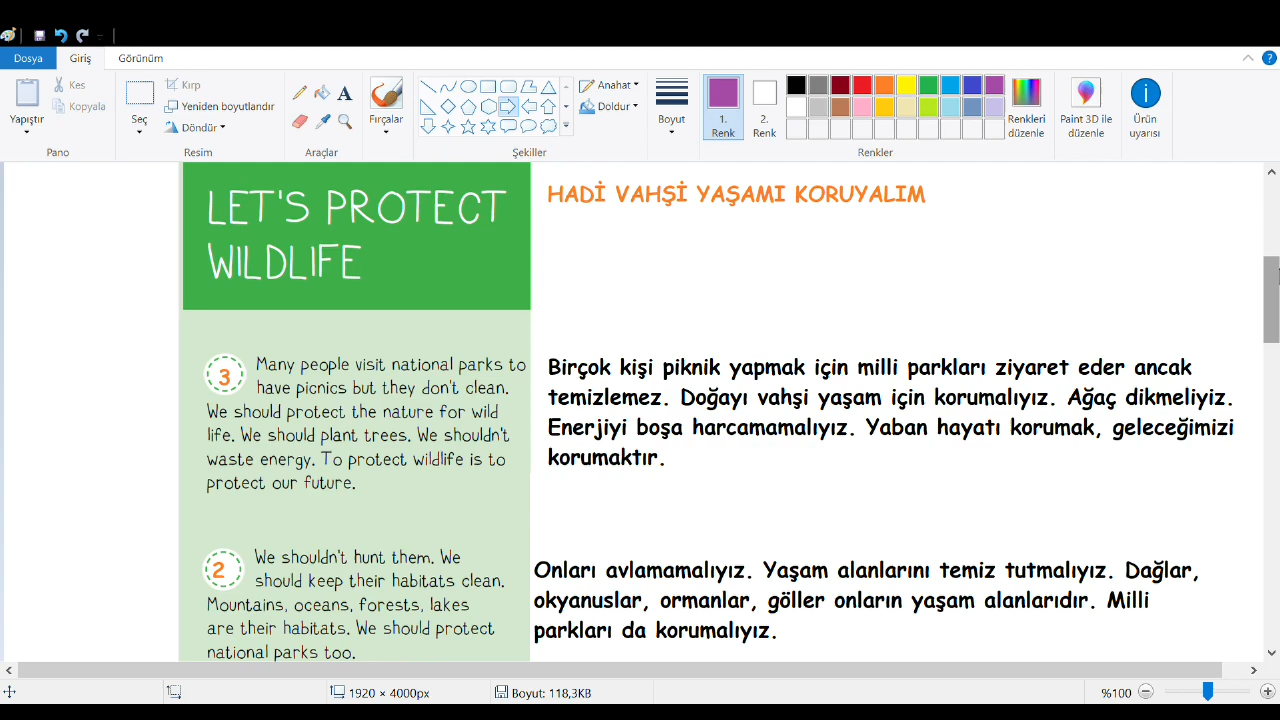 Dosya Giriş Görünüm
Yapıştır
Kes
Kopyala
Pano
Seç
Kırp
Yeniden boyutlandır
Döndür
Resim
Araçlar
Fırçalar
Şekiller
Anahat
Doldur
Boyut
1. Renk
2. Renk
Renkleri düzenle
Renkler
Paint 3D ile düzenle
Ürün uyarısı
LET'S PROTECT
WILDLIFE
HADİ VAHŞİ YAŞAMI KORUYALIM
3 Many people visit national parks to
have picnics but they don't clean.
We should protect the nature for wild
life. We should plant trees. We shouldn't
waste energy. To protect wildlife is to
protect our future.
Birçok kişi piknik yapmak için milli parkları ziyaret eder ancak
temizlemez. Doğayı vahşi yaşam için korumalıyız. Ağaç dikmeliyiz.
Enerjiyi boşa harcamamalıyız. Yaban hayatı korumak, geleceğimizi
korumaktır.
2 We shouldn't hunt them. We
should keep their habitats clean.
Mountains, oceans, forests, lakes
are their habitats. We should protect
national parks too.
Onları avlamamalıyız. Yaşam alanlarını temiz tutmalıyız. Dağlar,
okyanuslar, ormanlar, göller onların yaşam alanlarıdır. Milli
parkları da korumalıyız.
1920 × 4000px
Boyut: 118,3KB
%100